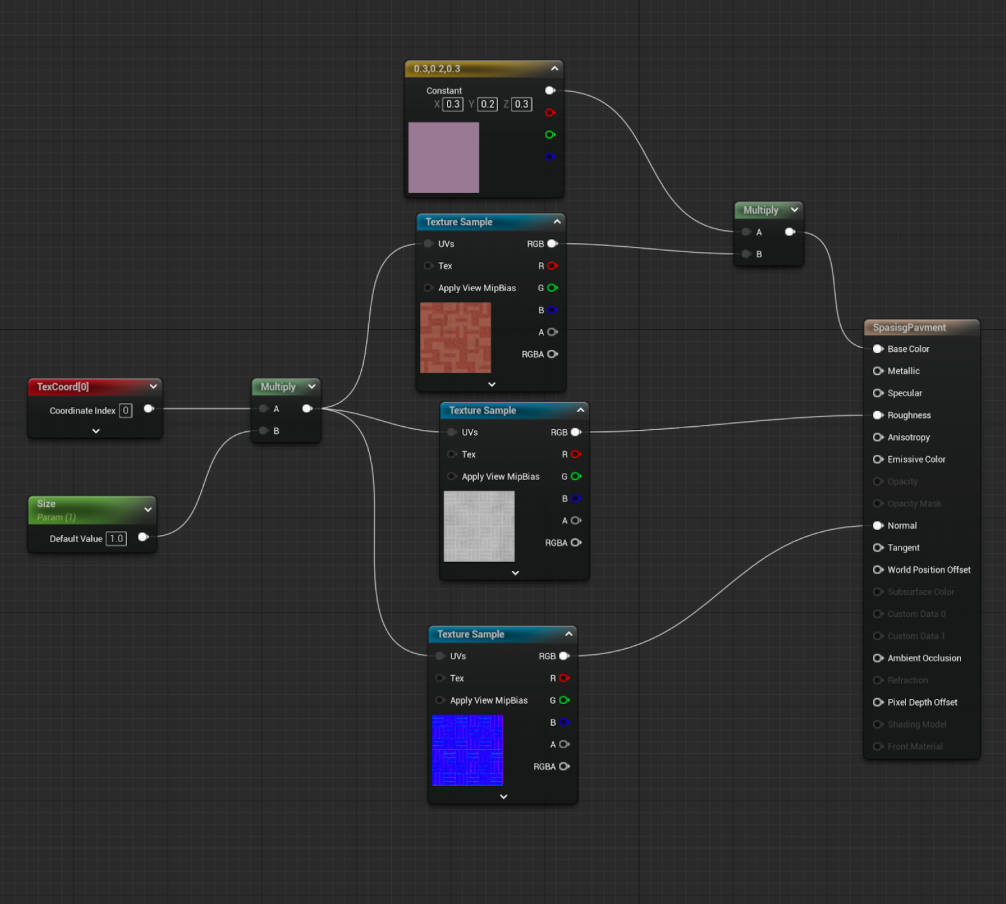 0.3,0.2,0.3
Constant
X 0.3 Y 0.2 Z 0.3
Texture Sample
UVs RGB
Tex R
Apply View MipBias G
B
A
RGBA
Multiply
A
B
SpasisgPavment
Base Color
Metallic
Specular
Roughness
Anisotropy
Emissive Color
Opacity
Opacity Mask
Normal
Tangent
World Position Offset
Subsurface Color
Custom Data 0
Custom Data 1
Ambient Occlusion
Refraction
Pixel Depth Offset
Shading Model
Front Material
TexCoord[0]
Coordinate Index 0
Multiply
A
B
Size
Param (1)
Default Value 1.0
Texture Sample
UVs RGB
Tex R
Apply View MipBias G
B
A
RGBA
Texture Sample
UVs RGB
Tex R
Apply View MipBias G
B
A
RGBA